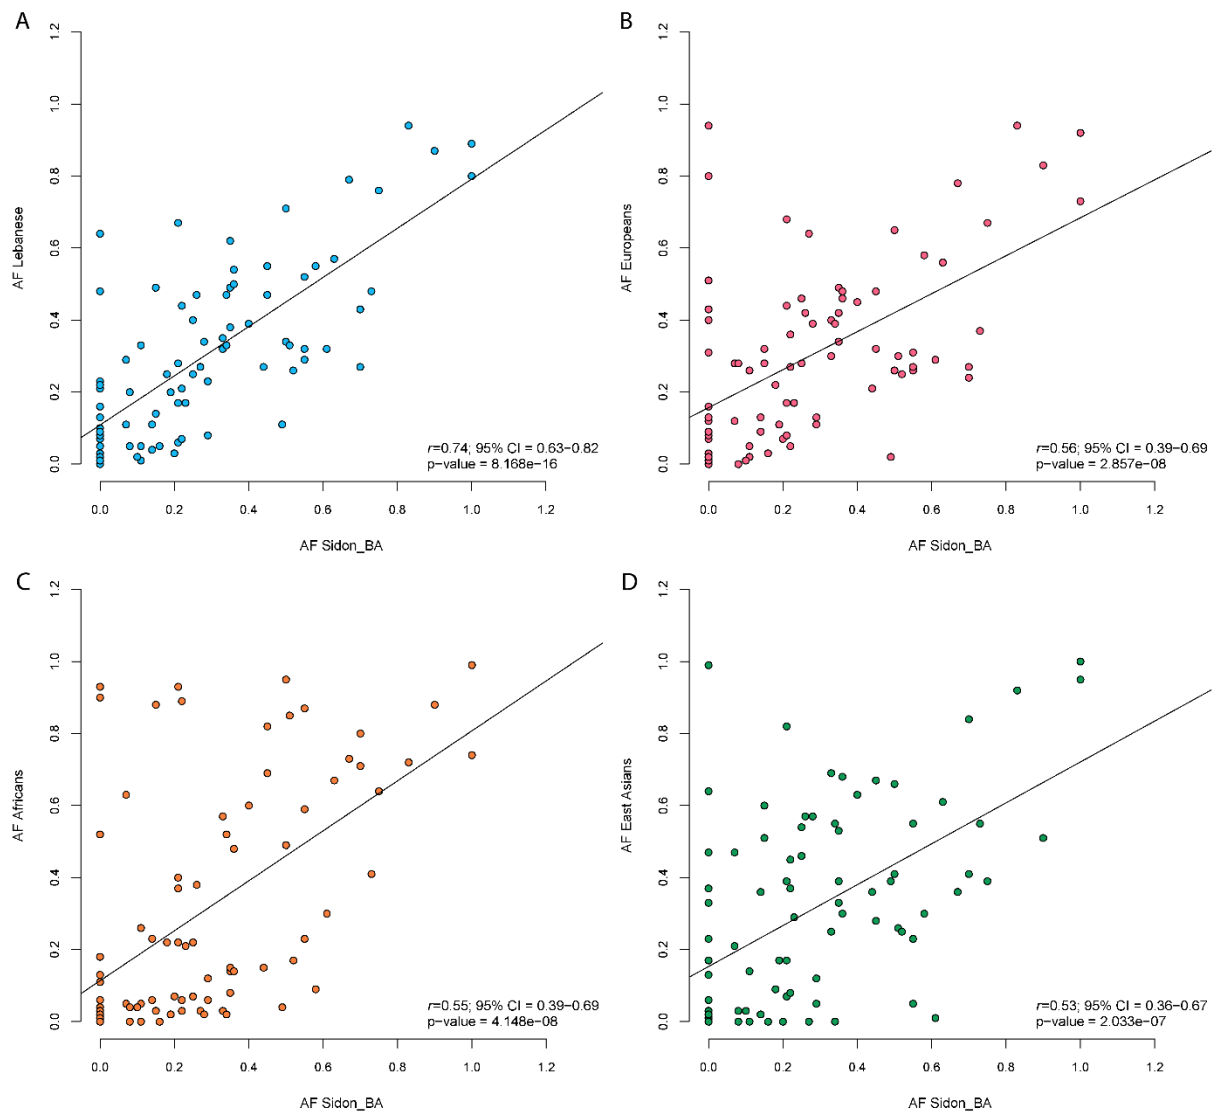 A
1.2
1.0
0.8
0.6
0.4
0.2
0.0
AF Lebanese
r=0.74; 95% CI = 0.63−0.82
p-value = 8.168e−16
0.0 0.2 0.4 0.6 0.8 1.0 1.2
AF Sidon_BA
B
1.2
1.0
0.8
0.6
0.4
0.2
0.0
AF Europeans
r=0.56; 95% CI = 0.39−0.69
p-value = 2.857e−08
0.0 0.2 0.4 0.6 0.8 1.0 1.2
AF Sidon_BA
C
1.2
1.0
0.8
0.6
0.4
0.2
0.0
AF Africans
r=0.55; 95% CI = 0.39−0.69
p-value = 4.148e−08
0.0 0.2 0.4 0.6 0.8 1.0 1.2
AF Sidon_BA
D
1.2
1.0
0.8
0.6
0.4
0.2
0.0
AF East Asians
r=0.53; 95% CI = 0.36−0.67
p-value = 2.033e−07
0.0 0.2 0.4 0.6 0.8 1.0 1.2
AF Sidon_BA